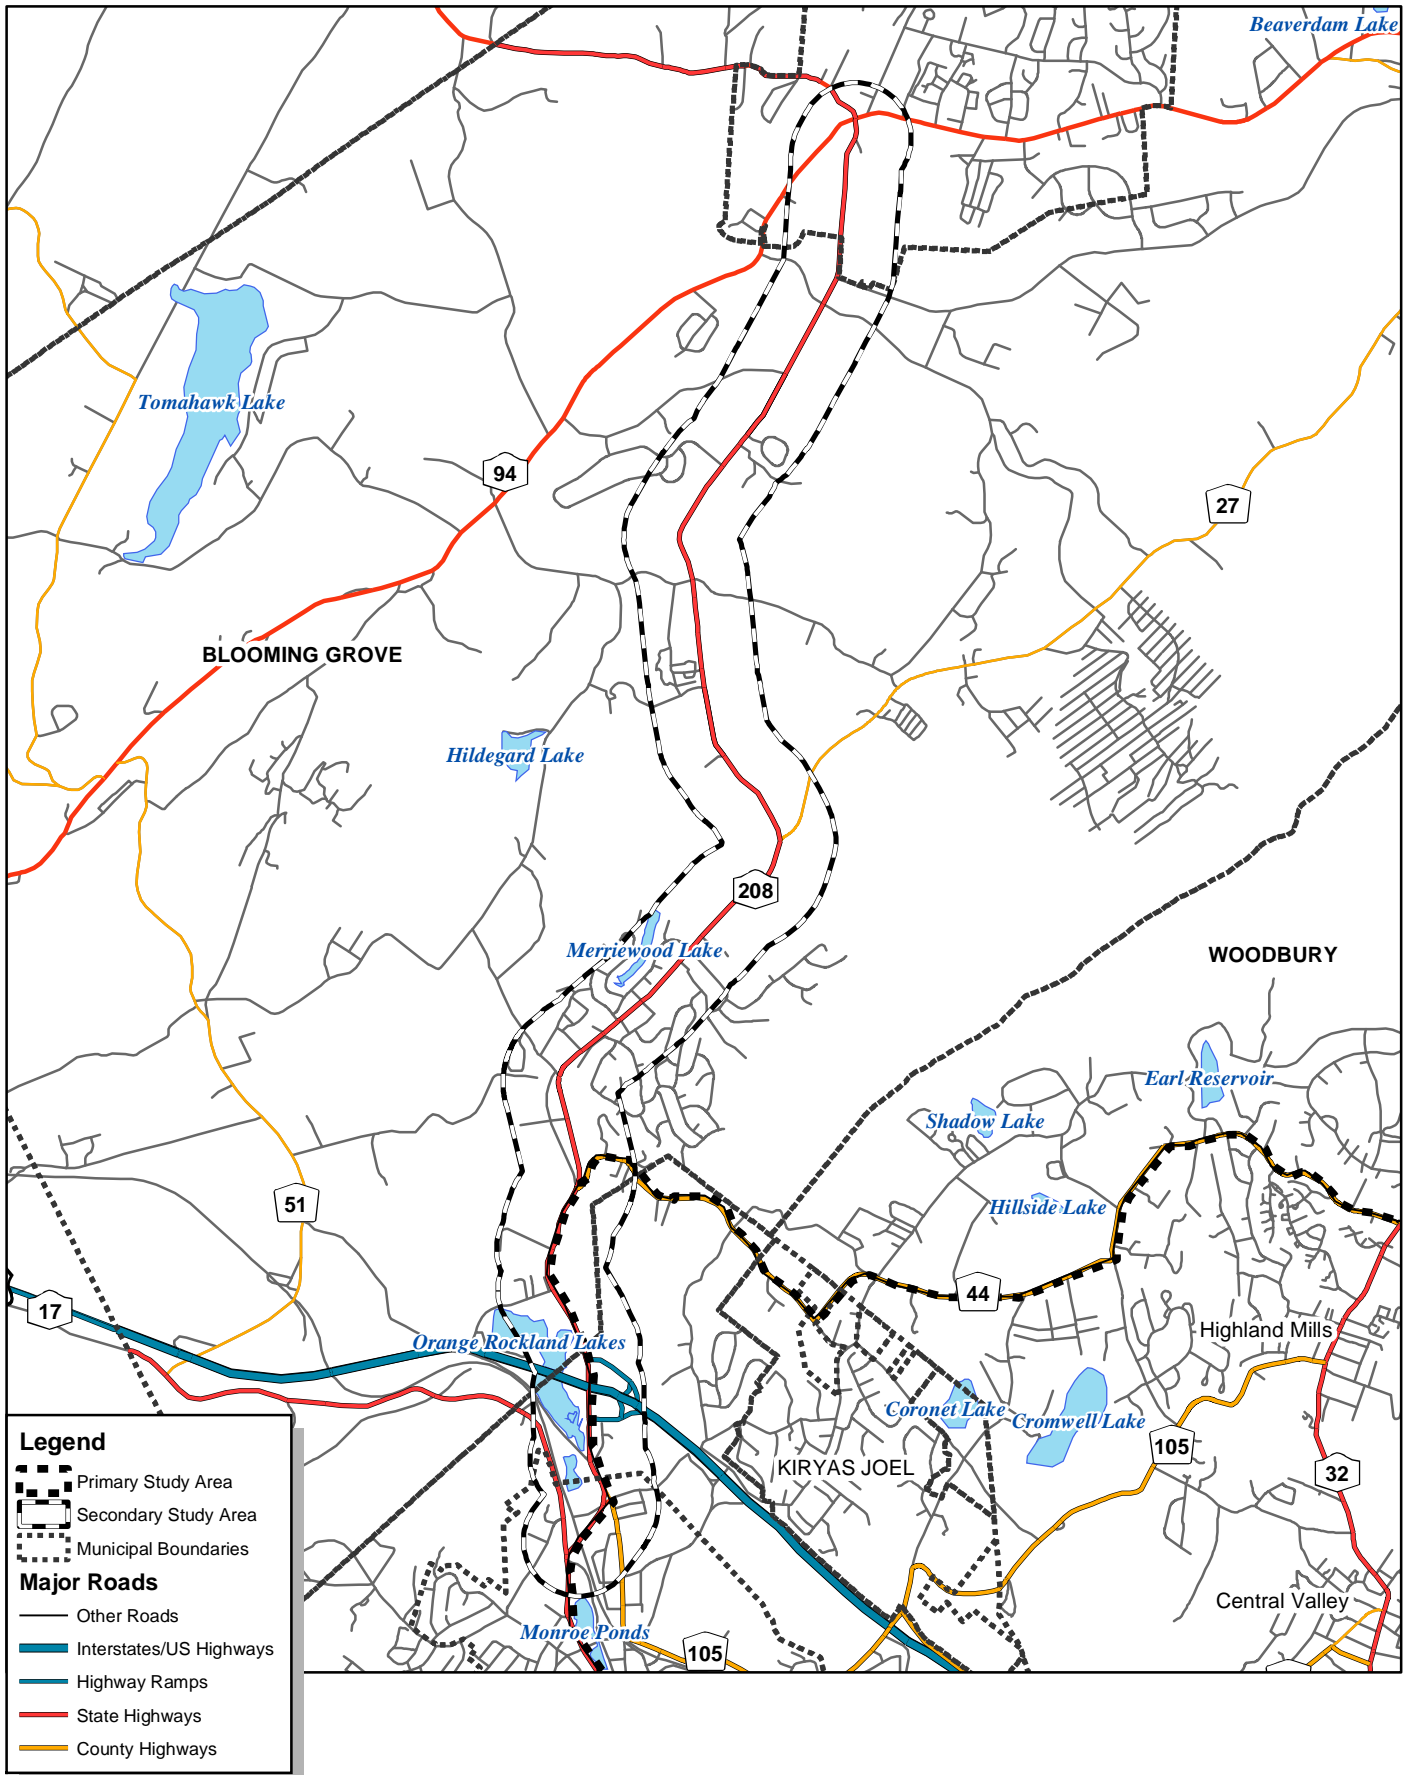 Beaverdam Lake
Tomahawk Lake
94
27
BLOOMING GROVE
Hildegard Lake
208
Merriewood Lake
WOODBURY
Earl Reservoir
Shadow Lake
51
Hillside Lake
44
17
Highland Mills
Orange Rockland Lakes
Coronet Lake
Cromwell Lake
105
KIRYAS JOEL
32
Central Valley
Monroe Ponds
105
Legend
Primary Study Area
Secondary Study Area
Municipal Boundaries
Major Roads
Other Roads
Interstates/US Highways
Highway Ramps
State Highways
County Highways